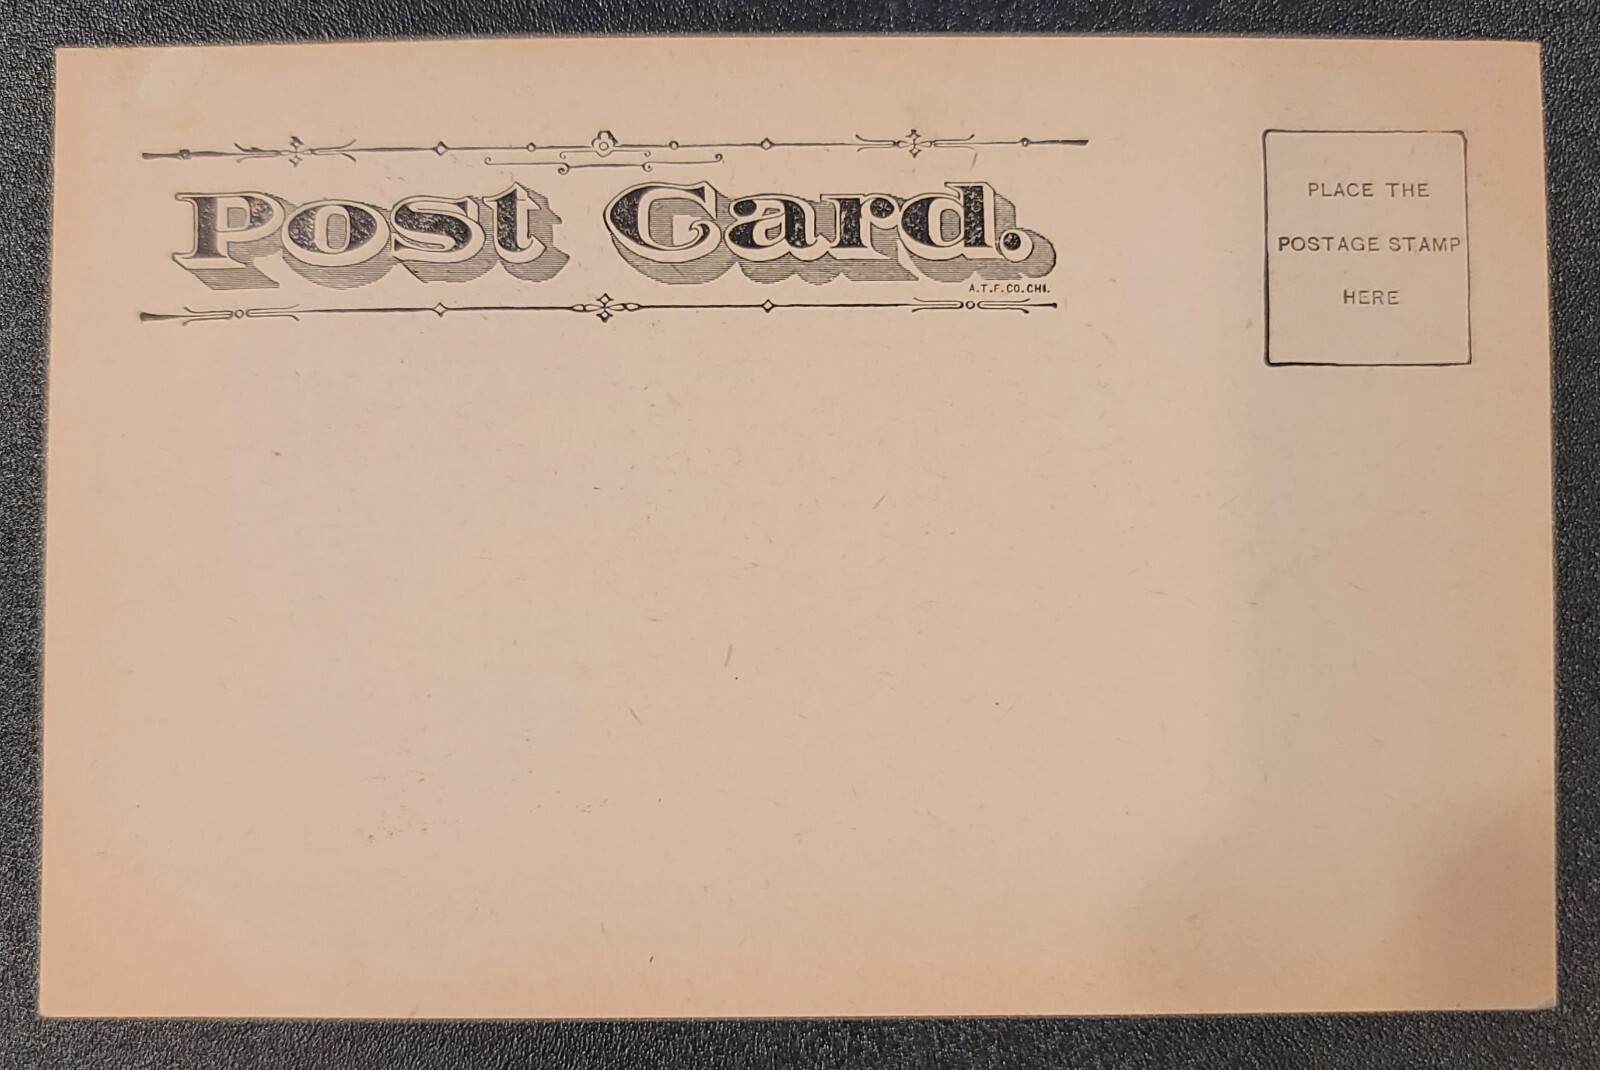 Post Card.
A.T.F.CO.CHI.
PLACE THE
POSTAGE STAMP
HERE